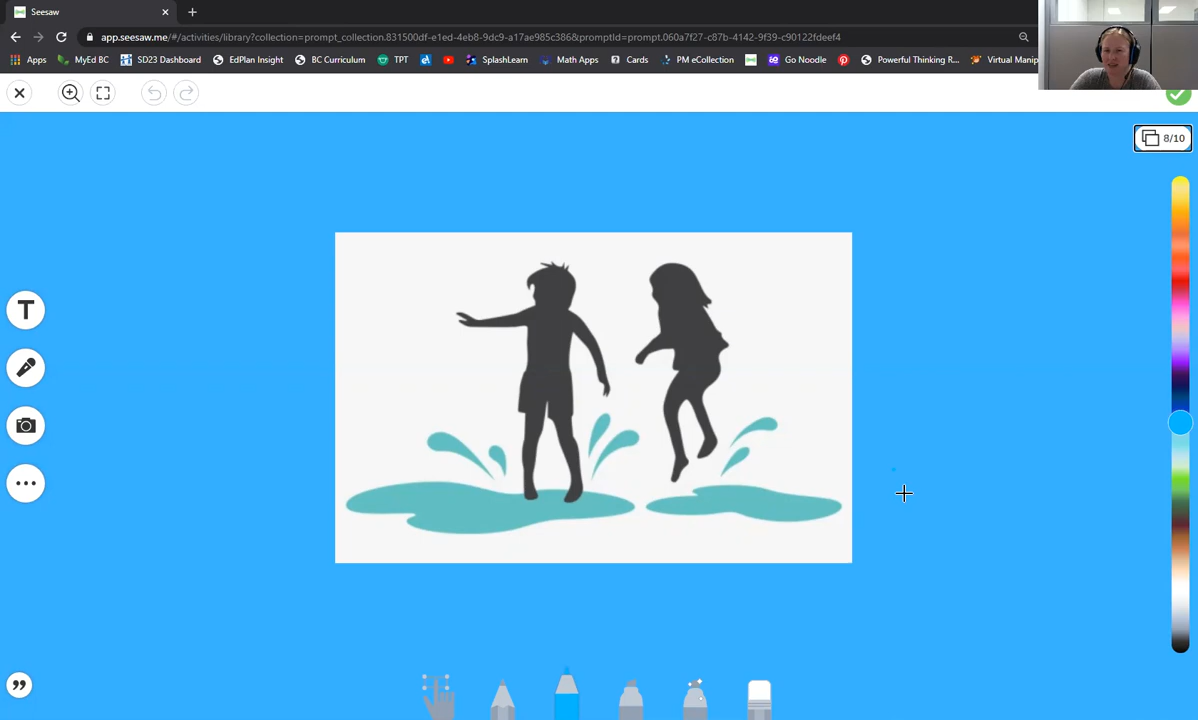 Seesaw
app.seesaw.me/#/activities/library?collection=prompt_collection.831500df-e1ed-4eb8-9dc9-a17ae985c386&promptId=prompt.060a7f27-c87b-4142-9f39-c90122fdeef4
Apps MyEd BC SD23 Dashboard EdPlan Insight BC Curriculum TPT SplashLearn Math Apps Cards PM eCollection Go Noodle Powerful Thinking R... Virtual Manip
8/10
T